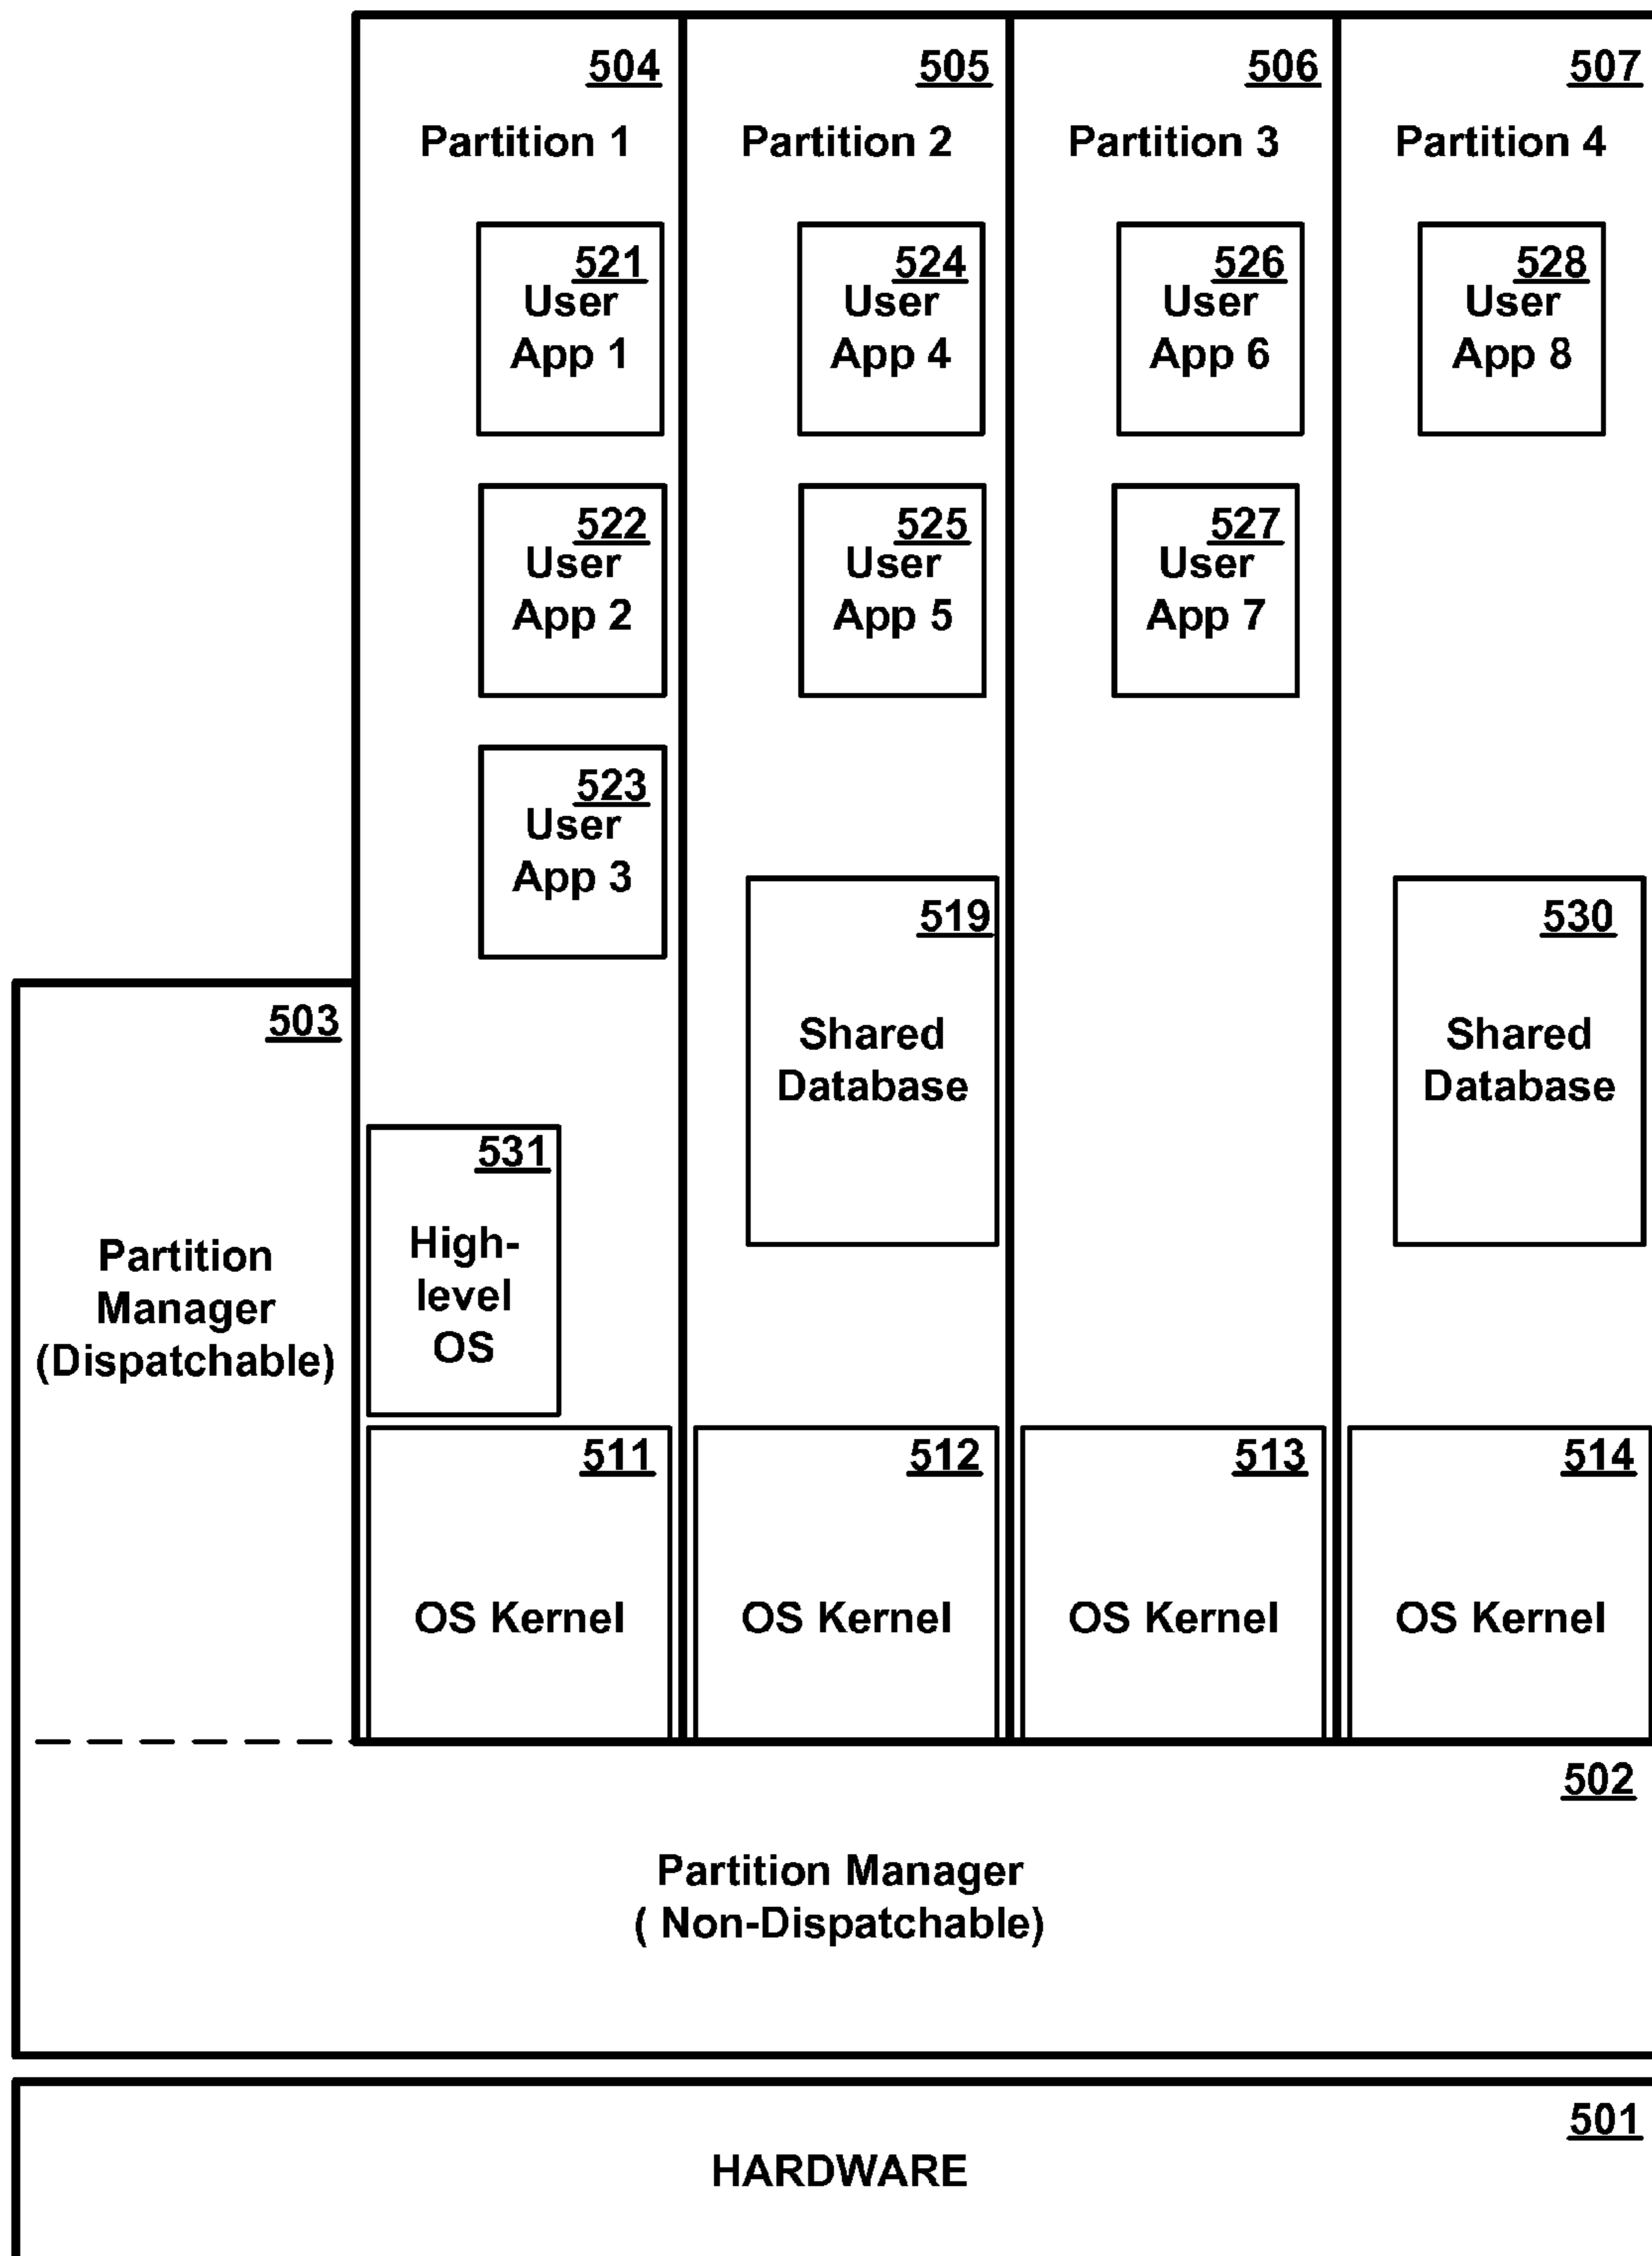 504
Partition 1
505
Partition 2
506
Partition 3
507
Partition 4
521
User
App 1
524
User
App 4
526
User
App 6
528
User
App 8
522
User
App 2
525
User
App 5
527
User
App 7
523
User
App 3
519
Shared
Database
530
Shared
Database
503
Partition
Manager
(Dispatchable)
531
High-
level
OS
511
OS Kernel
512
OS Kernel
513
OS Kernel
514
OS Kernel
502
Partition Manager
( Non-Dispatchable)
501
HARDWARE